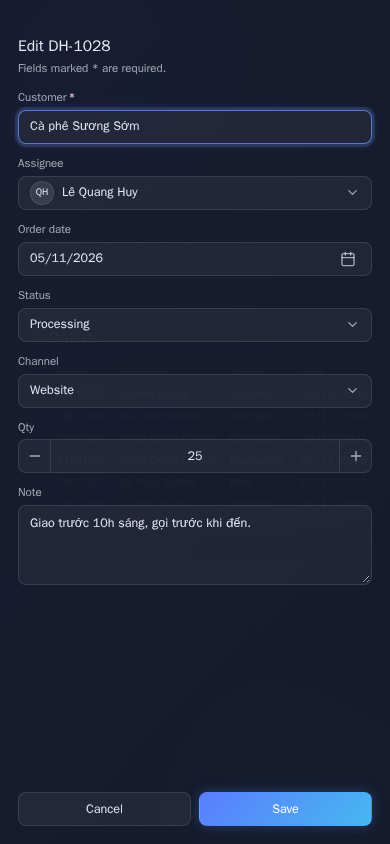 Edit DH-1028
Fields marked * are required.
Customer *
Cà phê Sương Sớm
Assignee
QH Lê Quang Huy
Order date
05/11/2026
Status
Processing
Channel
Website
Qty
25
Note
Giao trước 10h sáng, gọi trước khi đến.
Cancel Save